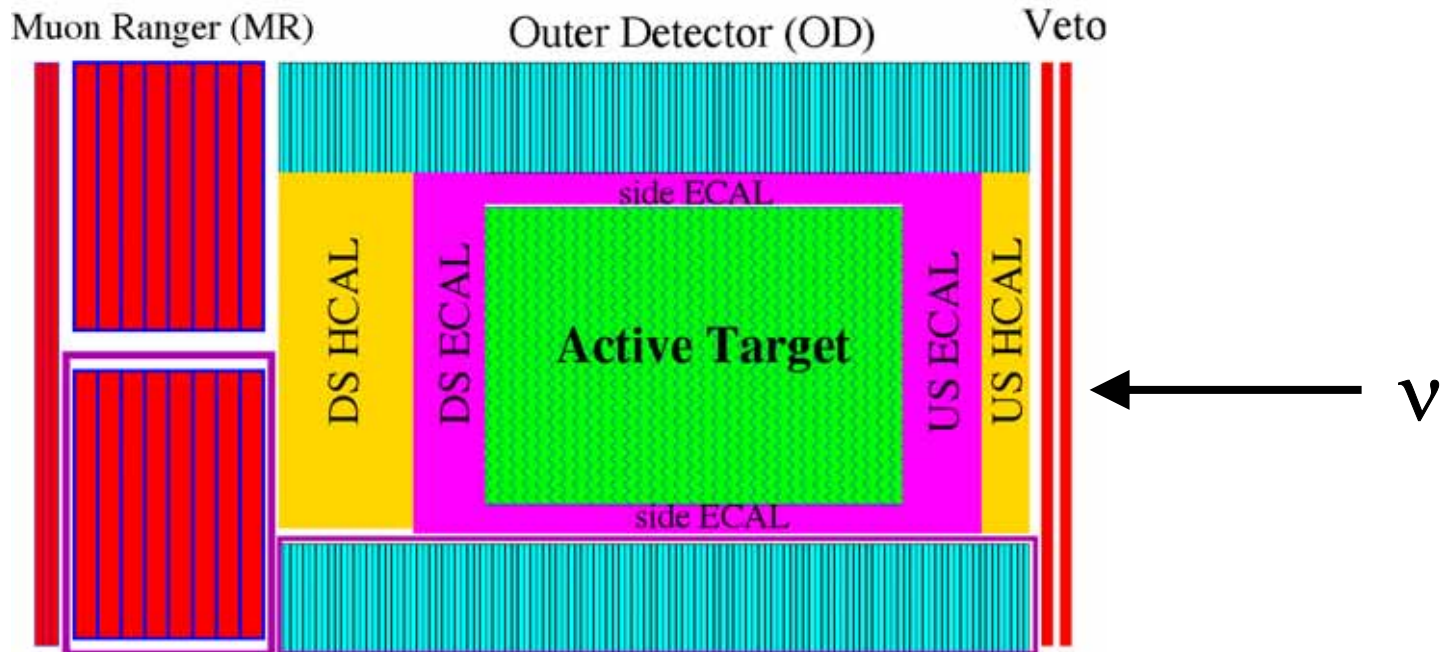 Muon Ranger (MR)
Outer Detector (OD)
Veto
side ECAL
DS HCAL
DS ECAL
Active Target
US ECAL
US HCAL
ν
side ECAL